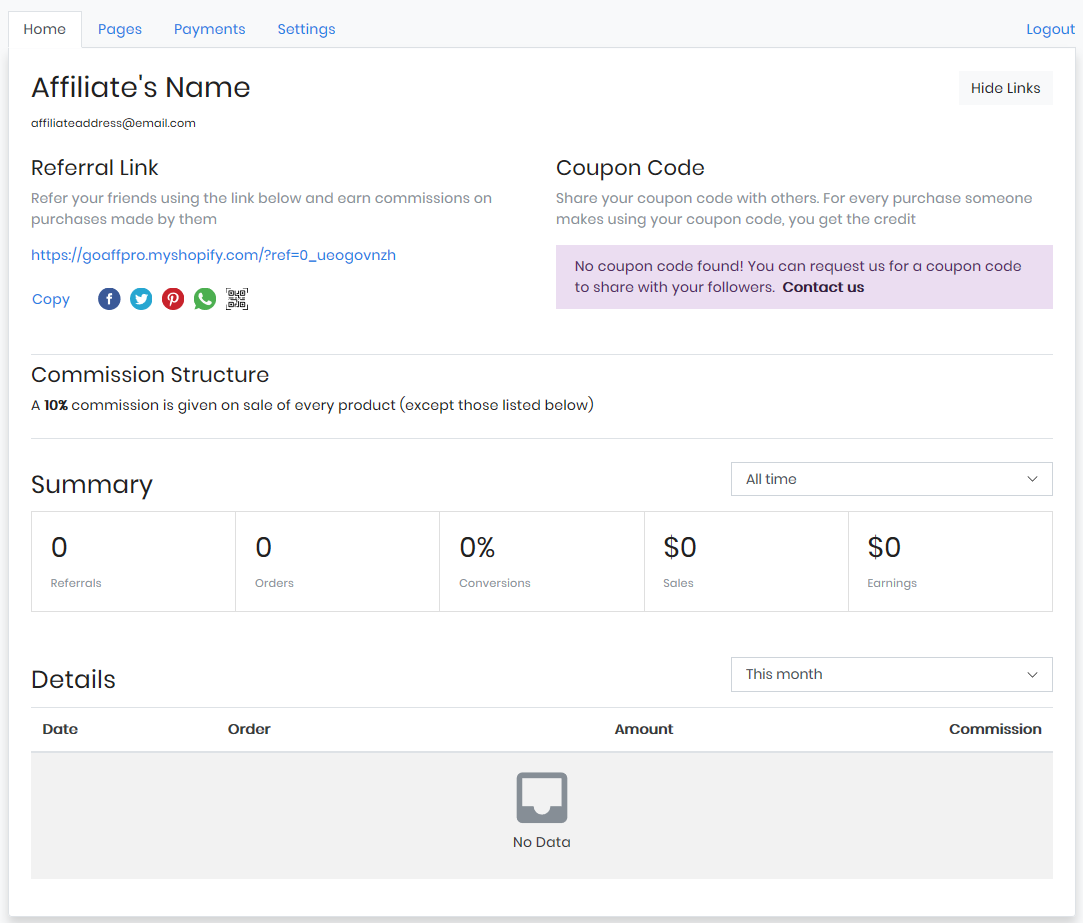 Home Pages Payments Settings Logout
Affiliate's Name
Hide Links
affiliateaddress@email.com
Referral Link
Refer your friends using the link below and earn commissions on
purchases made by them
https://goaffpro.myshopify.com/?ref=0_ueogovnzh
Copy
Coupon Code
Share your coupon code with others. For every purchase someone
makes using your coupon code, you get the credit
No coupon code found! You can request us for a coupon code
to share with your followers. Contact us
Commission Structure
A 10% commission is given on sale of every product (except those listed below)
Summary
All time
0
Referrals
0
Orders
0%
Conversions
$0
Sales
$0
Earnings
Details
This month
Date Order Amount Commission
No Data